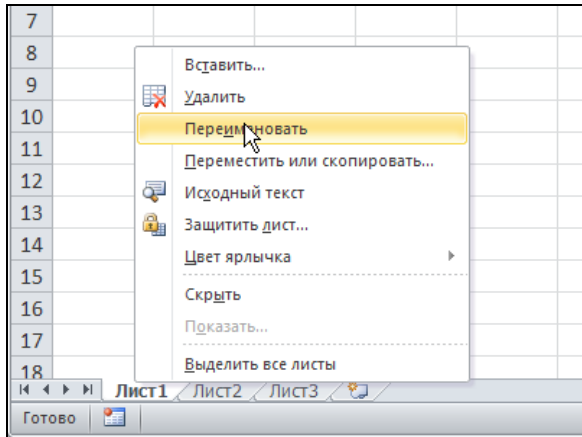 7
8
9
10
11
12
13
14
15
16
17
18
Вставить...
Удалить
Переименовать
Переместить или скопировать...
Исходный текст
Защитить лист...
Цвет ярлычка
Скрыть
Показать...
Выделить все листы
Лист1 Лист2 Лист3
Готово